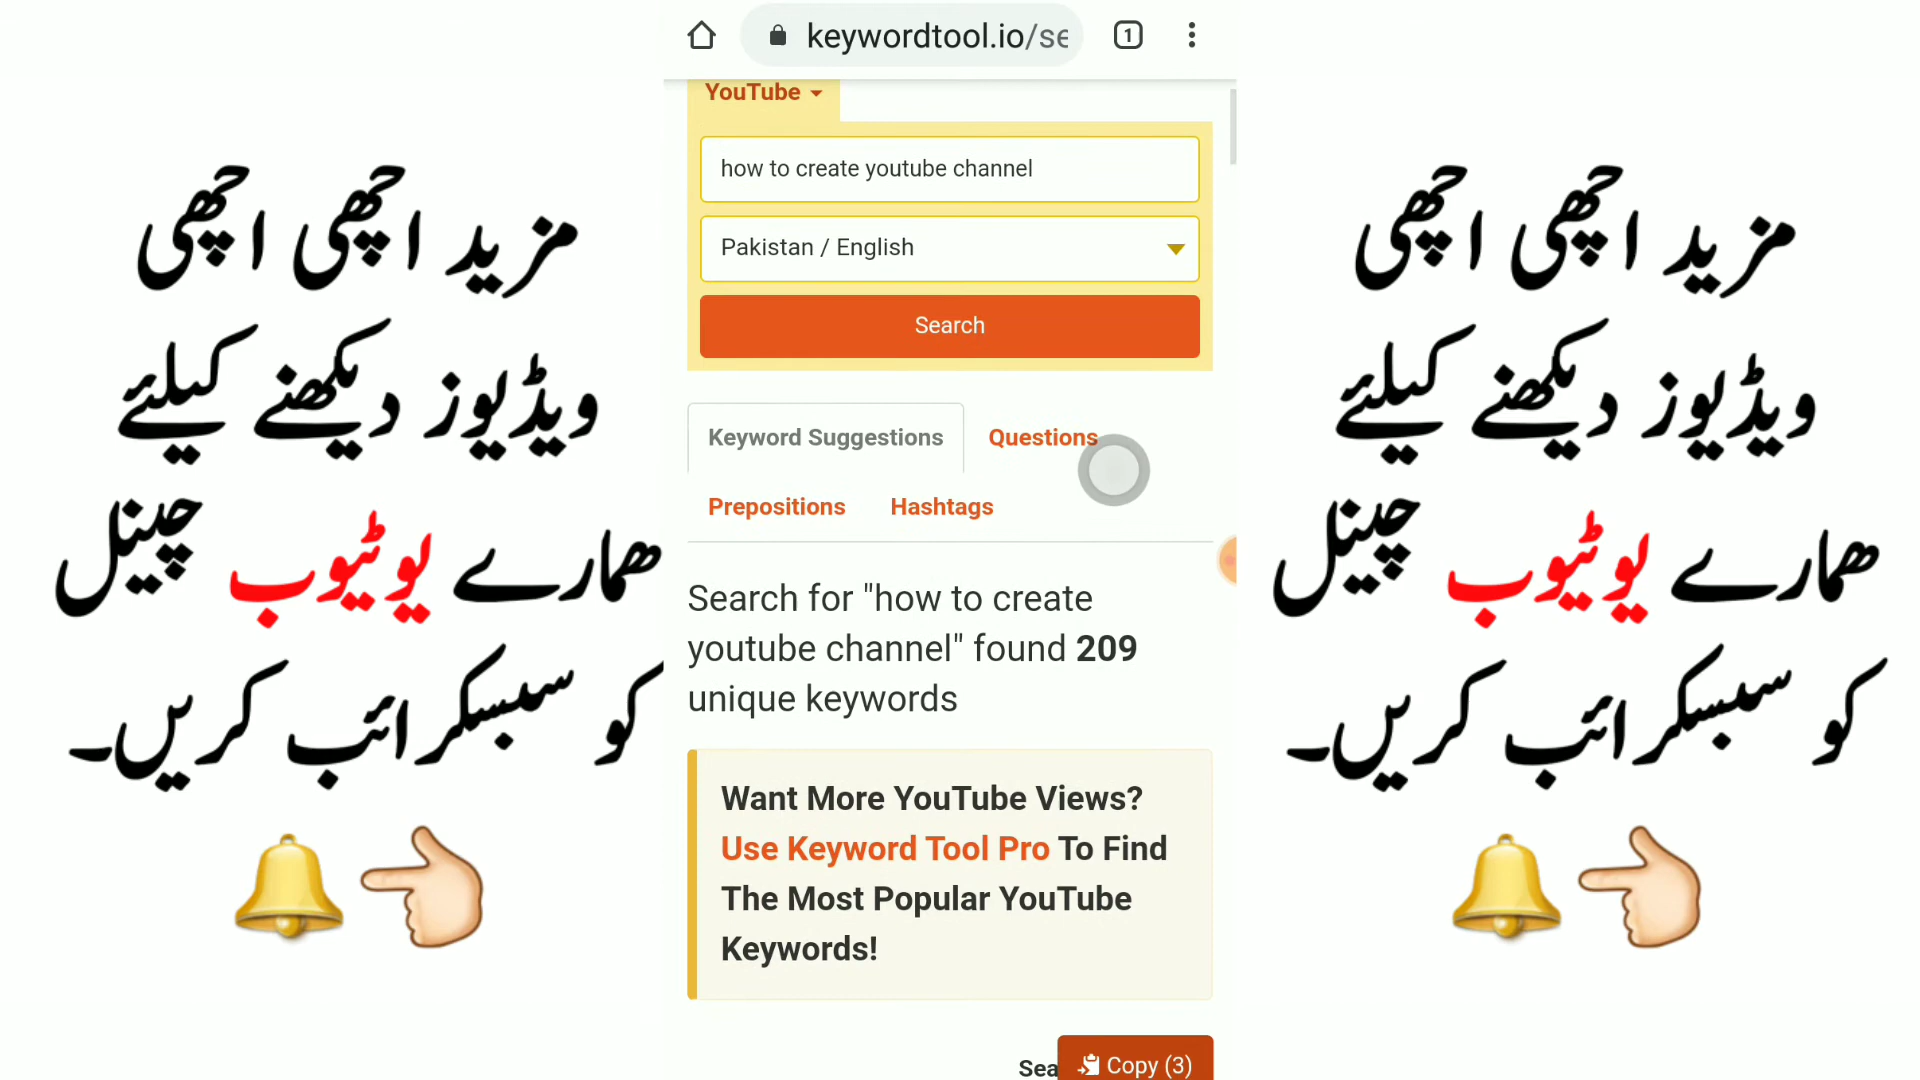 مزید اچھی اچھی
ویڈیوز دیکھنے کیلئے
ھمارے یوٹیوب چینل
کو سبسکرائب کریں۔
keywordtool.io/se
1
YouTube
how to create youtube channel
Pakistan / English
Search
Keyword Suggestions
Questions
Prepositions
Hashtags
Search for "how to create
youtube channel" found 209
unique keywords
Want More YouTube Views?
Use Keyword Tool Pro To Find
The Most Popular YouTube
Keywords!
Sea
Copy (3)
مزید اچھی اچھی
ویڈیوز دیکھنے کیلئے
ھمارے یوٹیوب چینل
کو سبسکرائب کریں۔